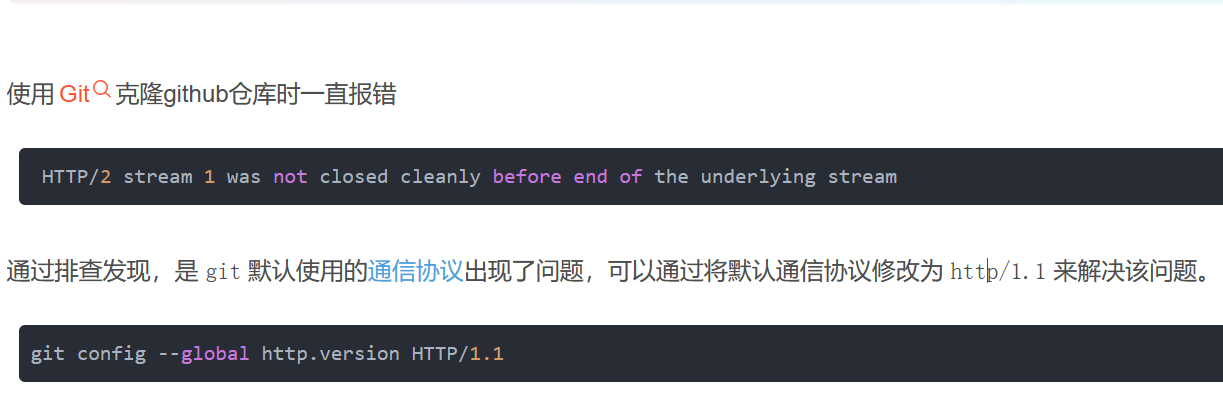 使用 Git 克隆github仓库时一直报错
HTTP/2 stream 1 was not closed cleanly before end of the underlying stream
通过排查发现，是 git 默认使用的通信协议出现了问题，可以通过将默认通信协议修改为 http/1.1 来解决该问题。
git config --global http.version HTTP/1.1